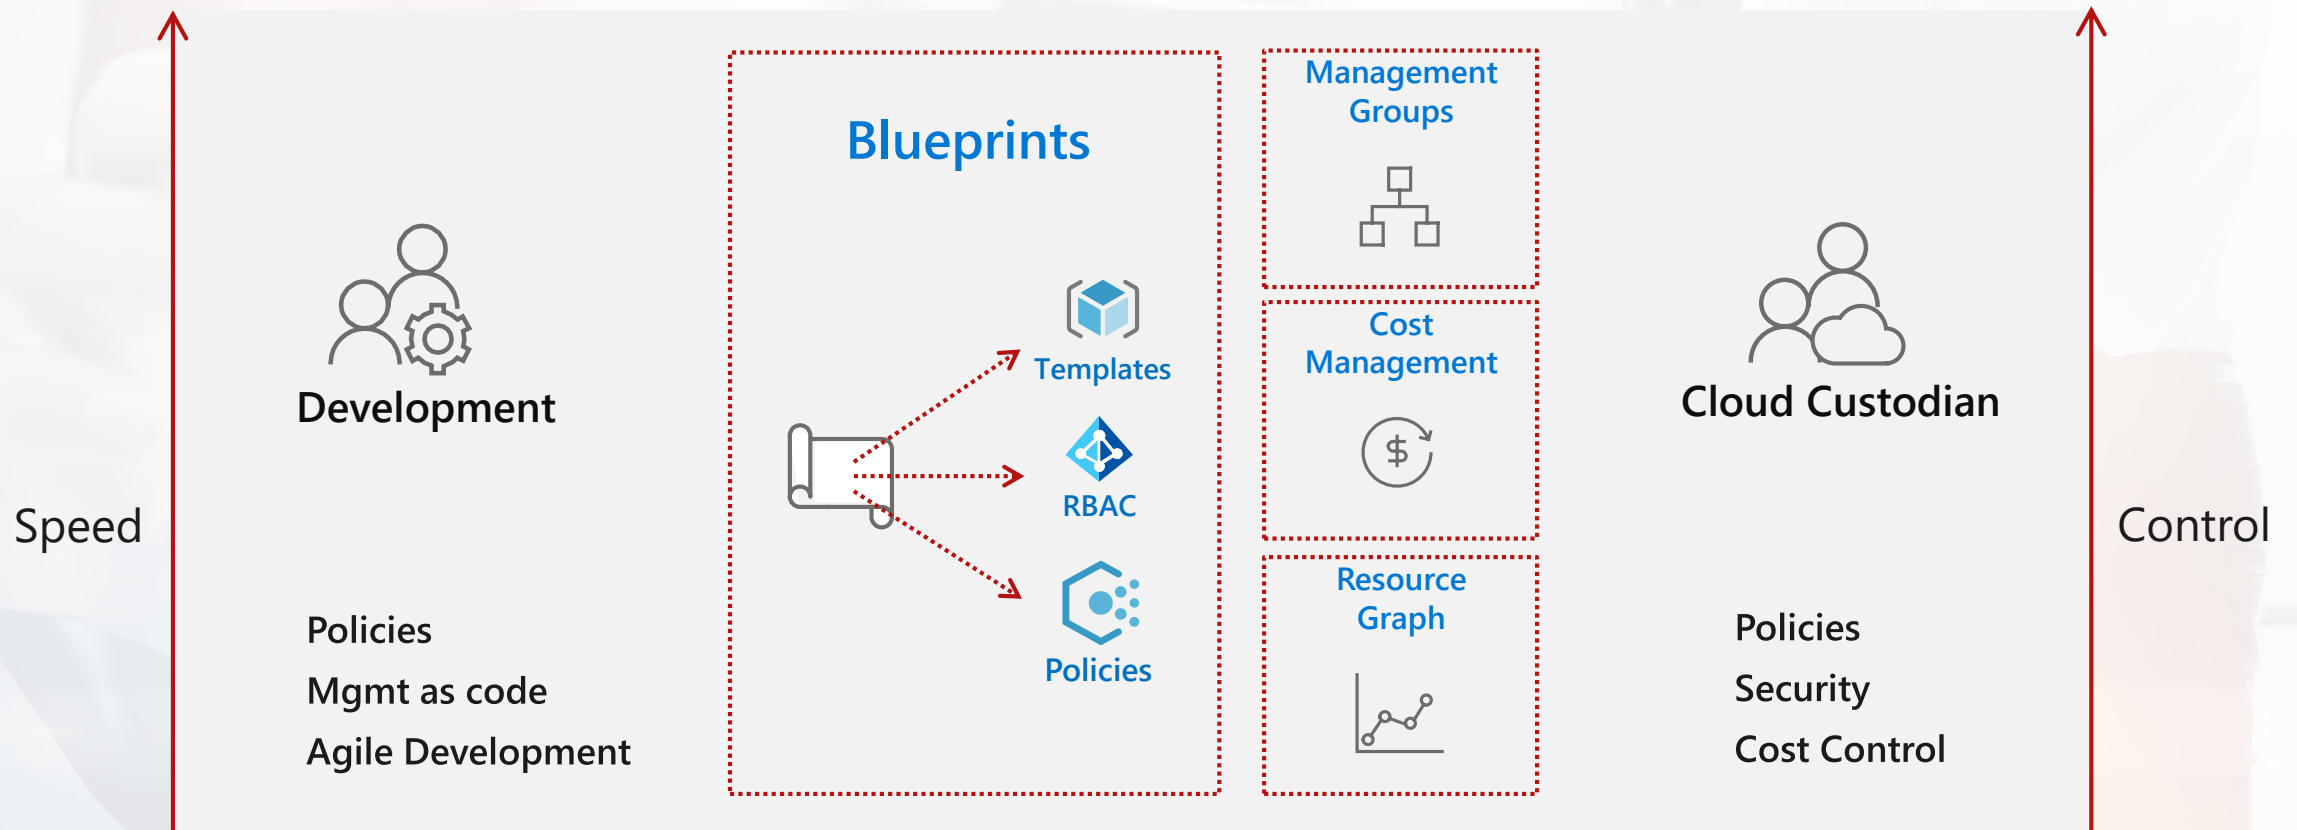 Speed
Development
Policies
Mgmt as code
Agile Development
Blueprints
Templates
RBAC
Policies
Management
Groups
Cost
Management
$
Resource
Graph
Cloud Custodian
Policies
Security
Cost Control
Control